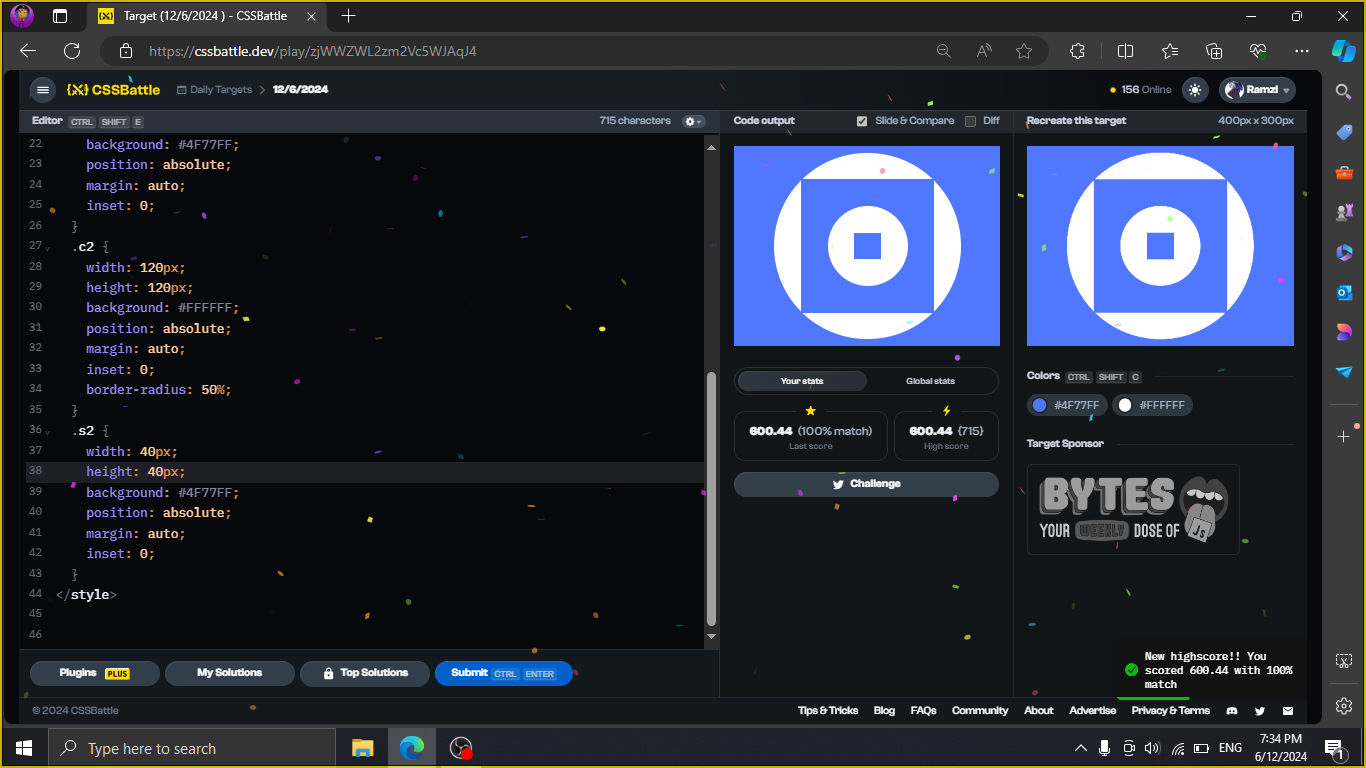 Target (12/6/2024 ) - CSSBattle
https://cssbattle.dev/play/zjWWZWL2zm2Vc5WJAqJ4
CSSBattle
Daily Targets
12/6/2024
156 Online
Ramzi
Editor CTRL SHIFT E
715 characters
Code output
Slide & Compare
Diff
Recreate this target
400px x 300px
22 background: #4F77FF;
23 position: absolute;
24 margin: auto;
25 inset: 0;
26 }
27 .c2 {
28 width: 120px;
29 height: 120px;
30 background: #FFFFFF;
31 position: absolute;
32 margin: auto;
33 inset: 0;
34 border-radius: 50%;
35 }
36 .s2 {
37 width: 40px;
38 height: 40px;
39 background: #4F77FF;
40 position: absolute;
41 margin: auto;
42 inset: 0;
43 }
44 </style>
45
46
Your stats
Global stats
600.44 (100% match)
Last score
600.44 {715}
High score
Challenge
Colors CTRL SHIFT C
#4F77FF
#FFFFFF
Target Sponsor
BYTES
YOUR WEEKLY DOSE OF JS
Plugins PLUS
My Solutions
Top Solutions
Submit CTRL ENTER
New highscore!! You
scored 600.44 with 100%
match
© 2024 CSSBattle
Tips & Tricks
Blog
FAQs
Community
About
Advertise
Privacy & Terms
Type here to search
ENG
7:34 PM
6/12/2024
1